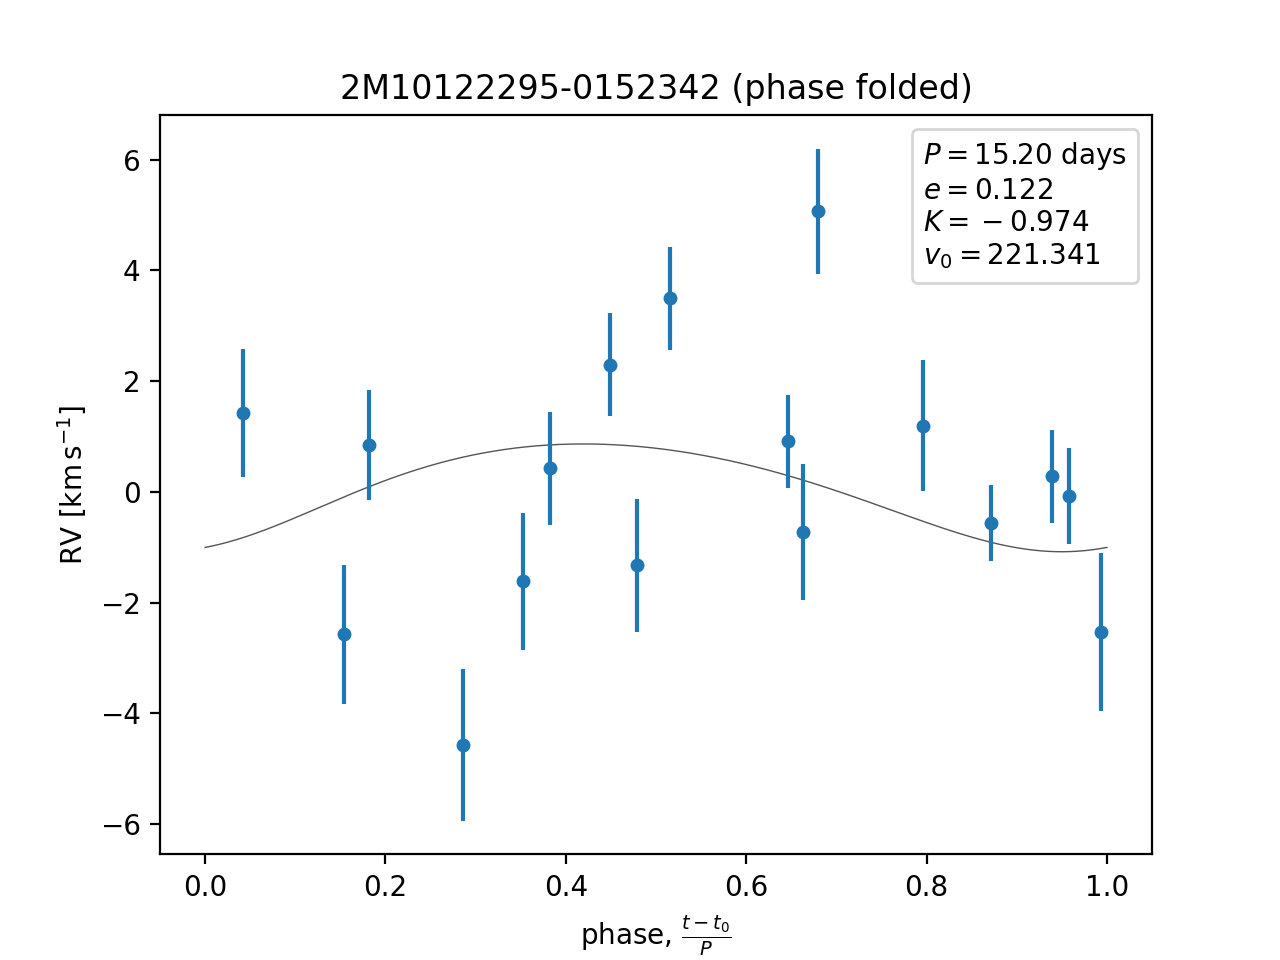 2M10122295-0152342 (phase folded)
P = 15.20 days
e = 0.122
K = −0.974
v₀ = 221.341
RV [km s⁻¹]
6
4
2
0
−2
−4
−6
0.0 0.2 0.4 0.6 0.8 1.0
phase, (t − t₀)/P